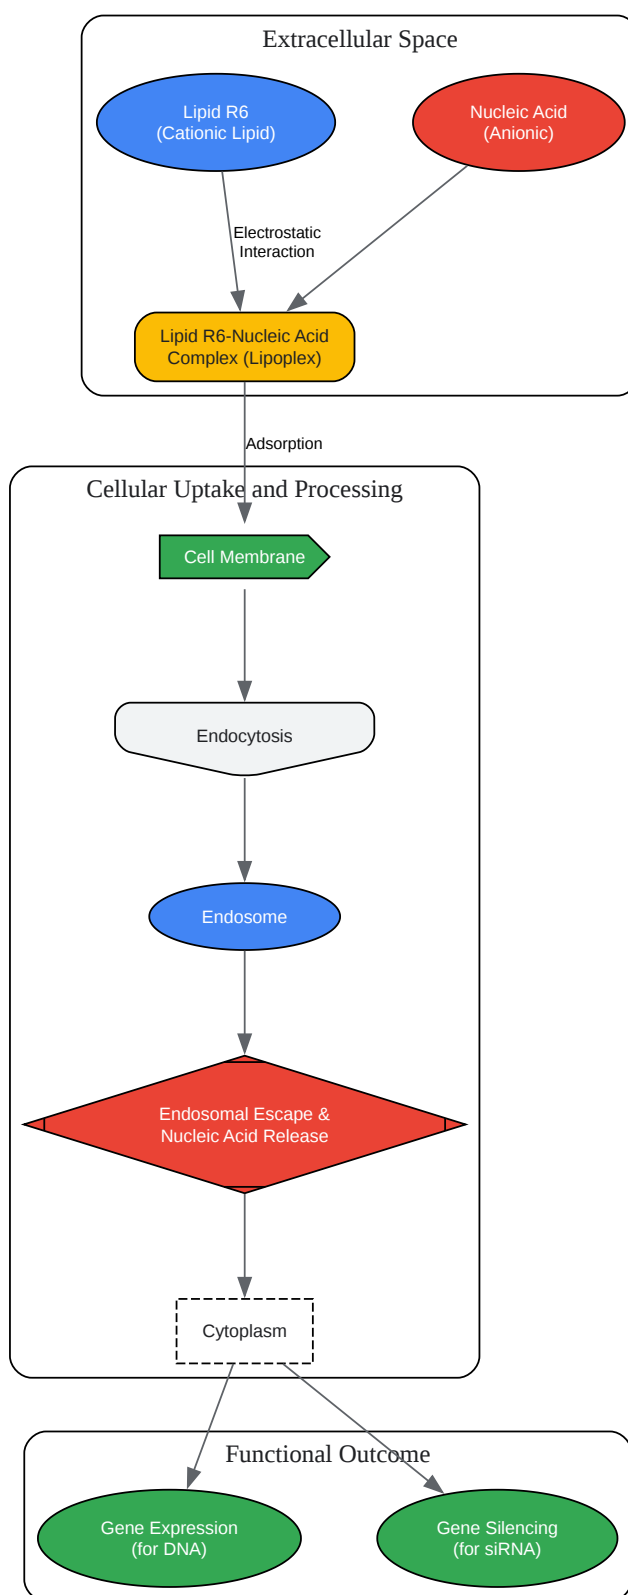 Extracellular Space
Lipid R6
(Cationic Lipid)
Nucleic Acid
(Anionic)
Electrostatic
Interaction
Lipid R6-Nucleic Acid
Complex (Lipoplex)
Adsorption
Cellular Uptake and Processing
Cell Membrane
Endocytosis
Endosome
Endosomal Escape &
Nucleic Acid Release
Cytoplasm
Functional Outcome
Gene Expression
(for DNA)
Gene Silencing
(for siRNA)